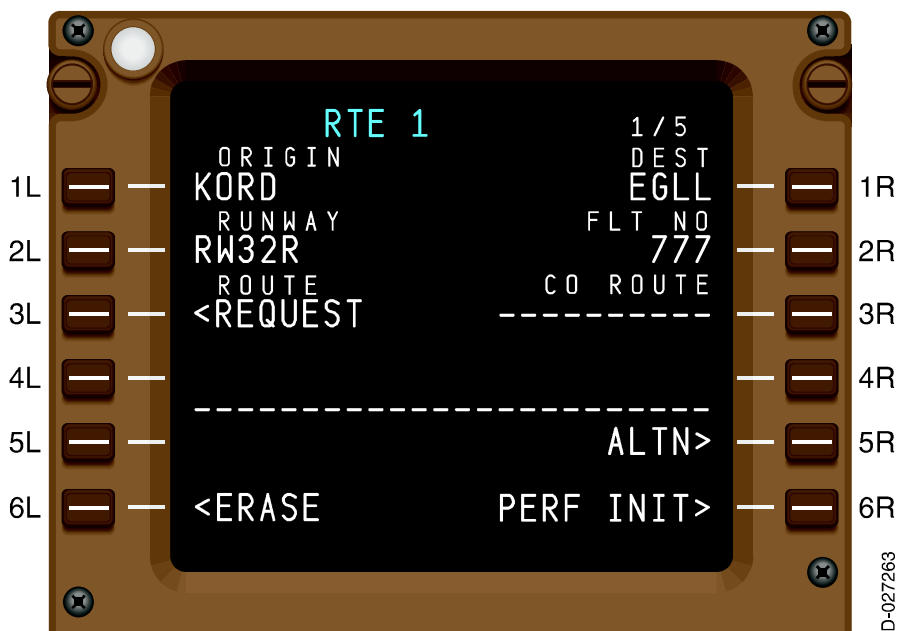 RTE 1 1/5
ORIGIN DEST
1L KORD EGLL 1R
RUNWAY FLT NO
2L RW32R 777 2R
ROUTE CO ROUTE
3L <REQUEST ---------- 3R
4L 4R
-------------------------
5L ALTN> 5R
6L <ERASE PERF INIT> 6R
D-027263